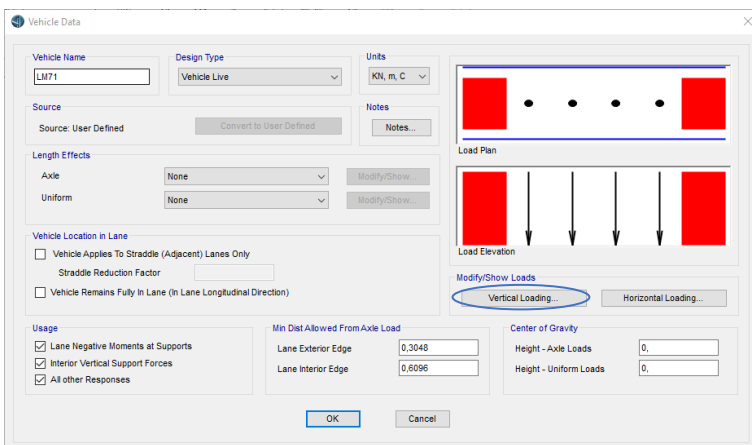 Vehicle Data
Vehicle Name
LM71
Design Type
Vehicle Live
Units
KN, m, C
Source
Source: User Defined
Convert to User Defined
Notes
Notes...
Load Plan
Length Effects
Axle
None
Modify/Show...
Uniform
None
Modify/Show...
Load Elevation
Vehicle Location in Lane
Vehicle Applies To Straddle (Adjacent) Lanes Only
Straddle Reduction Factor
Vehicle Remains Fully In Lane (In Lane Longitudinal Direction)
Modify/Show Loads
Vertical Loading...
Horizontal Loading...
Usage
Lane Negative Moments at Supports
Interior Vertical Support Forces
All other Responses
Min Dist Allowed From Axle Load
Lane Exterior Edge
0,3048
Lane Interior Edge
0,6096
Center of Gravity
Height - Axle Loads
0,
Height - Uniform Loads
0,
OK
Cancel